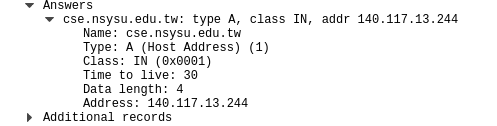 Answers
cse.nsysu.edu.tw: type A, class IN, addr 140.117.13.244
Name: cse.nsysu.edu.tw
Type: A (Host Address) (1)
Class: IN (0x0001)
Time to live: 30
Data length: 4
Address: 140.117.13.244
Additional records